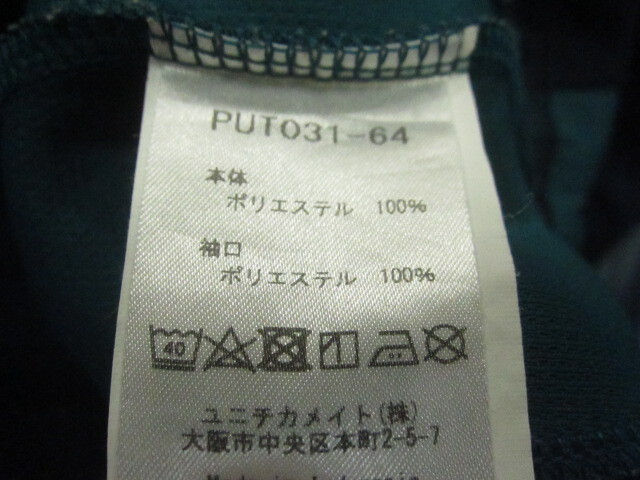 PUT031-64
本体
ポリエステル 100%
袖口
ポリエステル 100%
40
ユニチカメイト(株)
大阪市中央区本町2-5-7